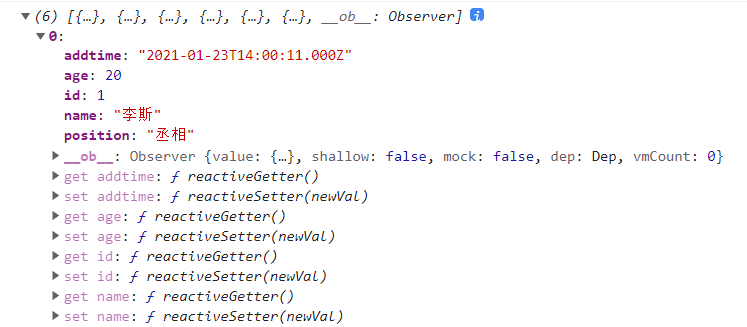 (6) [{…}, {…}, {…}, {…}, {…}, {…}, __ob__: Observer] i
0:
addtime: "2021-01-23T14:00:11.000Z"
age: 20
id: 1
name: "李斯"
position: "丞相"
__ob__: Observer {value: {…}, shallow: false, mock: false, dep: Dep, vmCount: 0}
get addtime: ƒ reactiveGetter()
set addtime: ƒ reactiveSetter(newVal)
get age: ƒ reactiveGetter()
set age: ƒ reactiveSetter(newVal)
get id: ƒ reactiveGetter()
set id: ƒ reactiveSetter(newVal)
get name: ƒ reactiveGetter()
set name: ƒ reactiveSetter(newVal)